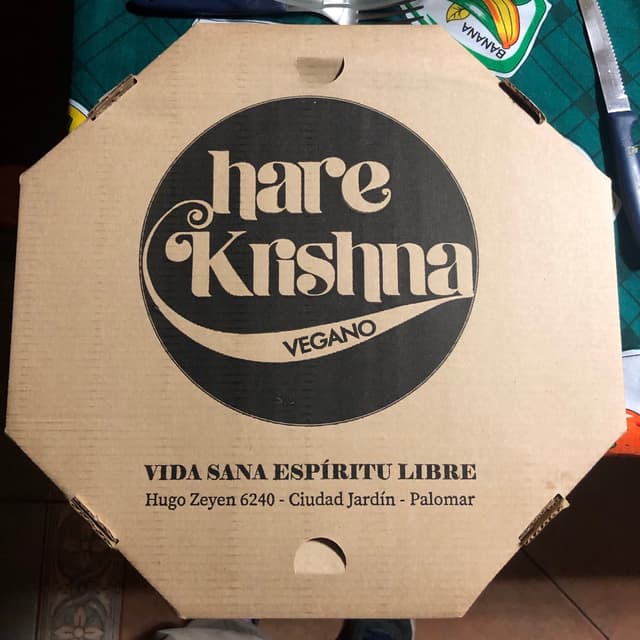 BANANA
hare
Krishna
VEGANO
VIDA SANA ESPÍRITU LIBRE
Hugo Zeyen 6240 - Ciudad Jardín - Palomar